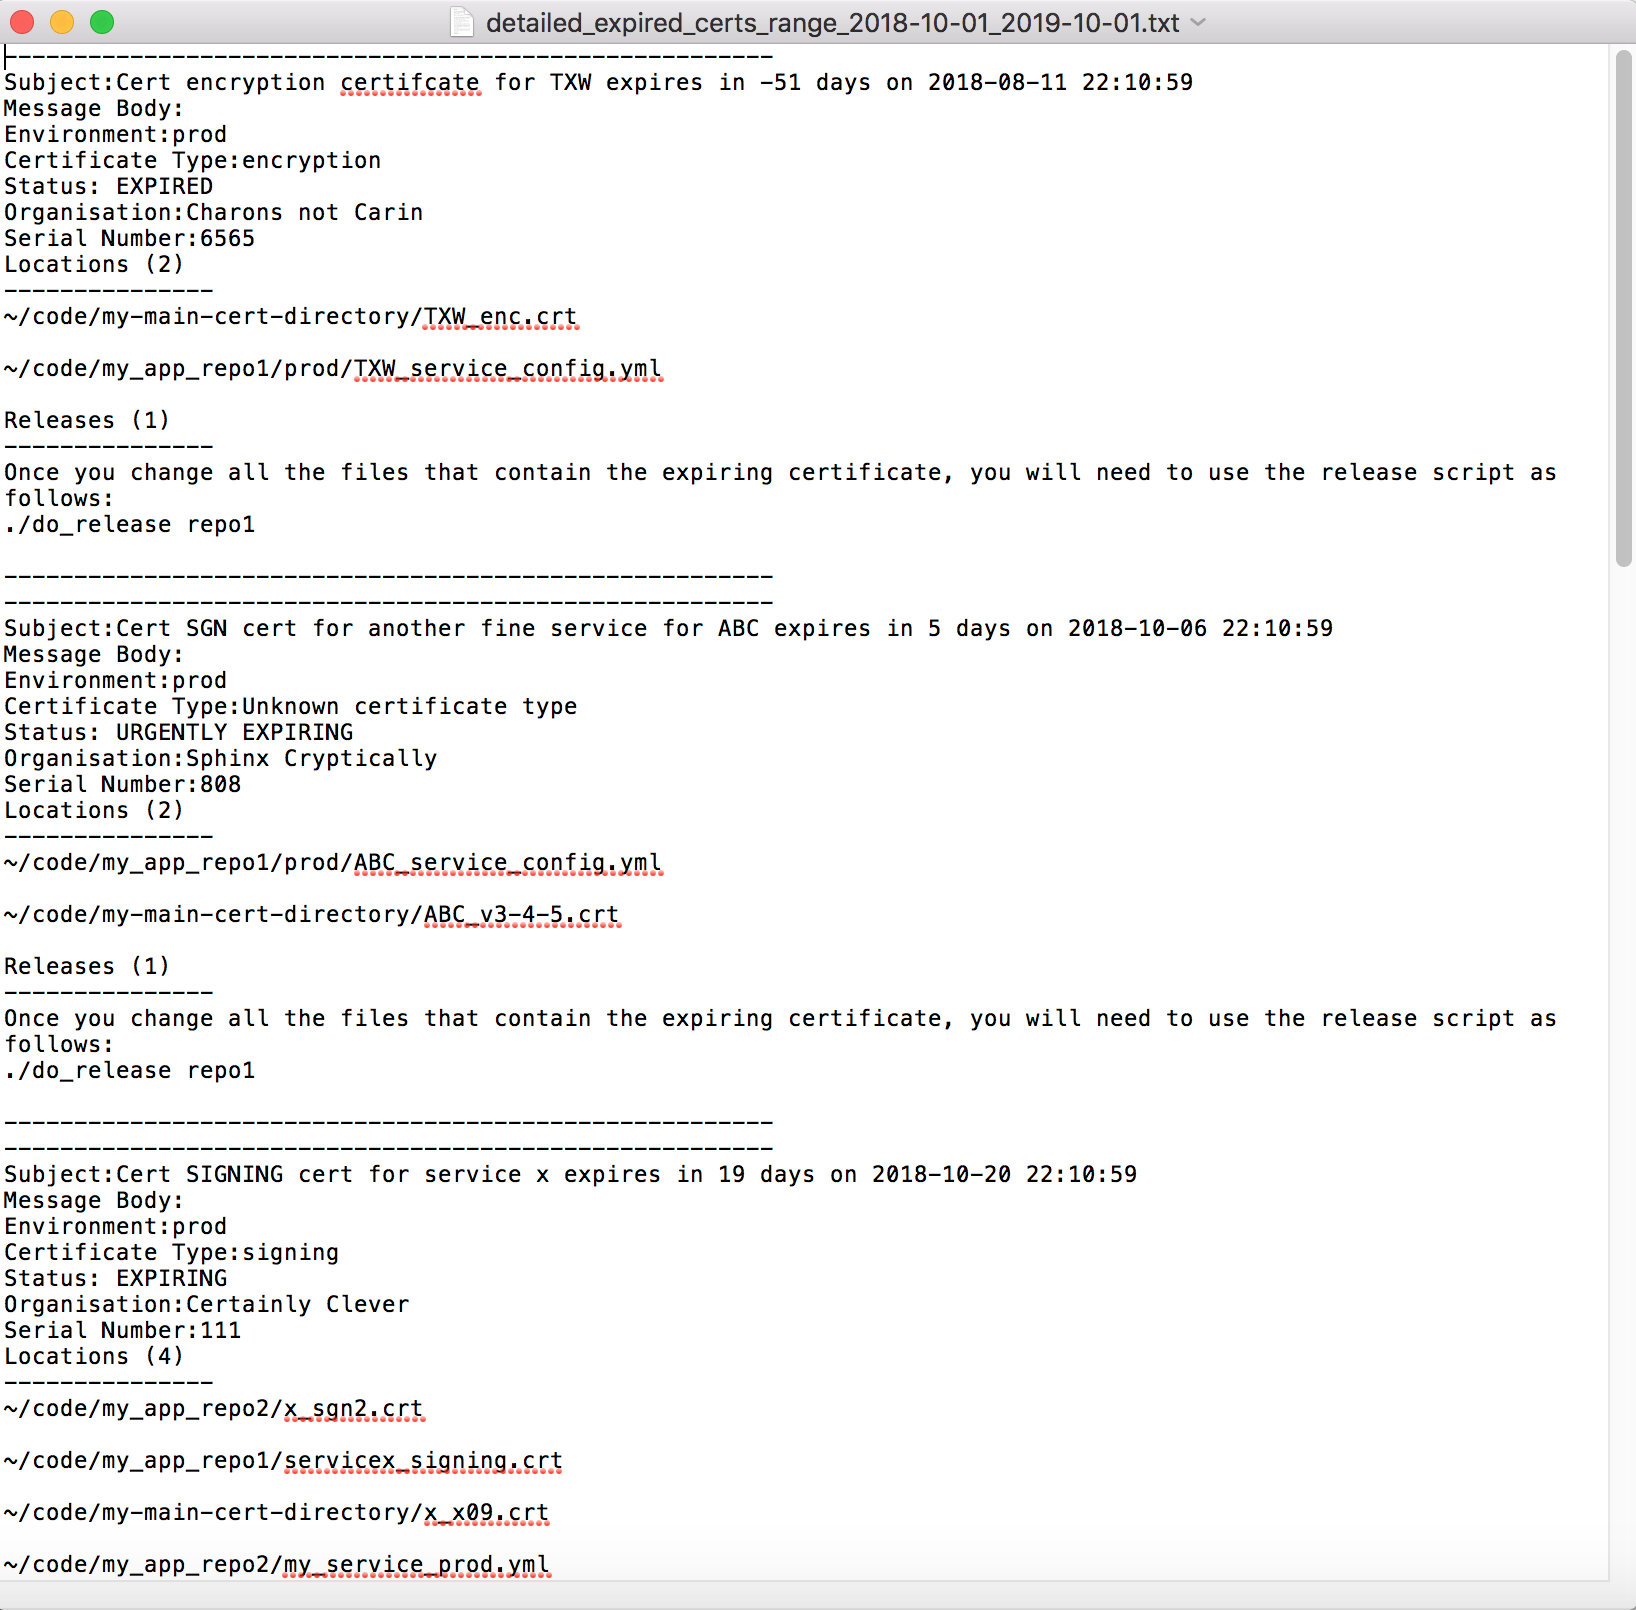 detailed_expired_certs_range_2018-10-01_2019-10-01.txt
-------------------------------------------------------
Subject:Cert encryption certifcate for TXW expires in -51 days on 2018-08-11 22:10:59
Message Body:
Environment:prod
Certificate Type:encryption
Status: EXPIRED
Organisation:Charons not Carin
Serial Number:6565
Locations (2)
---------------
~/code/my-main-cert-directory/TXW_enc.crt
~/code/my_app_repo1/prod/TXW_service_config.yml
Releases (1)
---------------
Once you change all the files that contain the expiring certificate, you will need to use the release script as
follows:
./do_release repo1
-------------------------------------------------------
-------------------------------------------------------
Subject:Cert SGN cert for another fine service for ABC expires in 5 days on 2018-10-06 22:10:59
Message Body:
Environment:prod
Certificate Type:Unknown certificate type
Status: URGENTLY EXPIRING
Organisation:Sphinx Cryptically
Serial Number:808
Locations (2)
---------------
~/code/my_app_repo1/prod/ABC_service_config.yml
~/code/my-main-cert-directory/ABC_v3-4-5.crt
Releases (1)
---------------
Once you change all the files that contain the expiring certificate, you will need to use the release script as
follows:
./do_release repo1
-------------------------------------------------------
-------------------------------------------------------
Subject:Cert SIGNING cert for service x expires in 19 days on 2018-10-20 22:10:59
Message Body:
Environment:prod
Certificate Type:signing
Status: EXPIRING
Organisation:Certainly Clever
Serial Number:111
Locations (4)
---------------
~/code/my_app_repo2/x_sgn2.crt
~/code/my_app_repo1/servicex_signing.crt
~/code/my-main-cert-directory/x_x09.crt
~/code/my_app_repo2/my_service_prod.yml